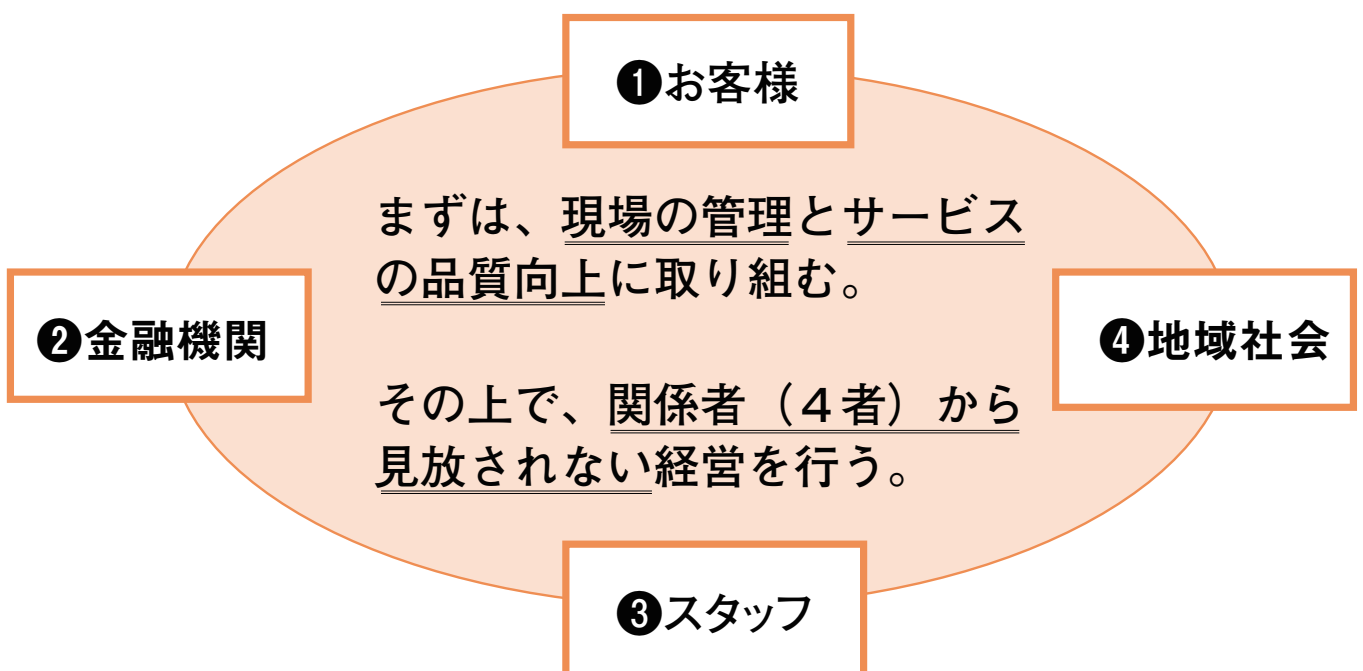 ❶お客様
まずは、現場の管理とサービス
の品質向上に取り組む。
❷金融機関
❹地域社会
その上で、関係者（４者）から
見放されない経営を行う。
❸スタッフ